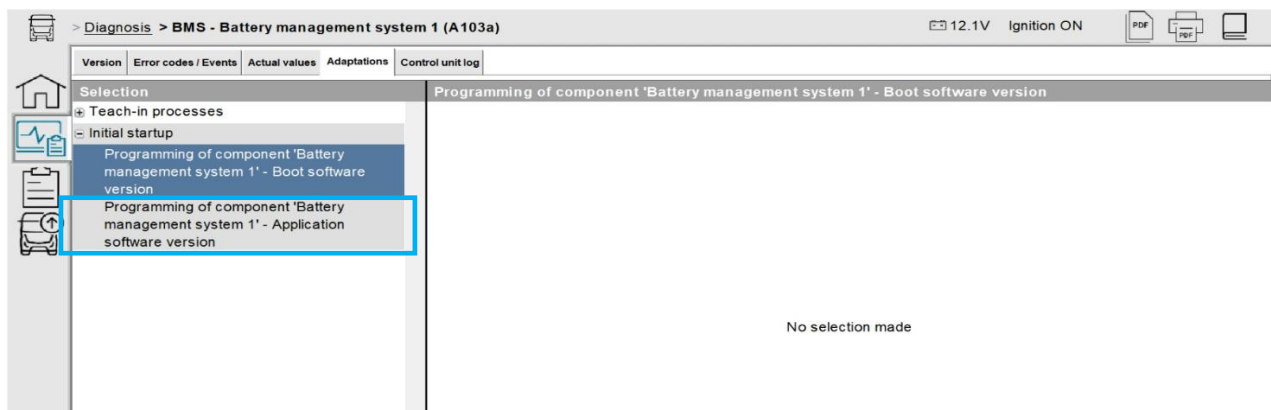 > Diagnosis > BMS - Battery management system 1 (A103a)
12.1V Ignition ON
PDF
PDF
Version Error codes / Events Actual values Adaptations Control unit log
Selection
Programming of component 'Battery management system 1' - Boot software version
Teach-in processes
Initial startup
Programming of component 'Battery
management system 1' - Boot software
version
Programming of component 'Battery
management system 1' - Application
software version
No selection made